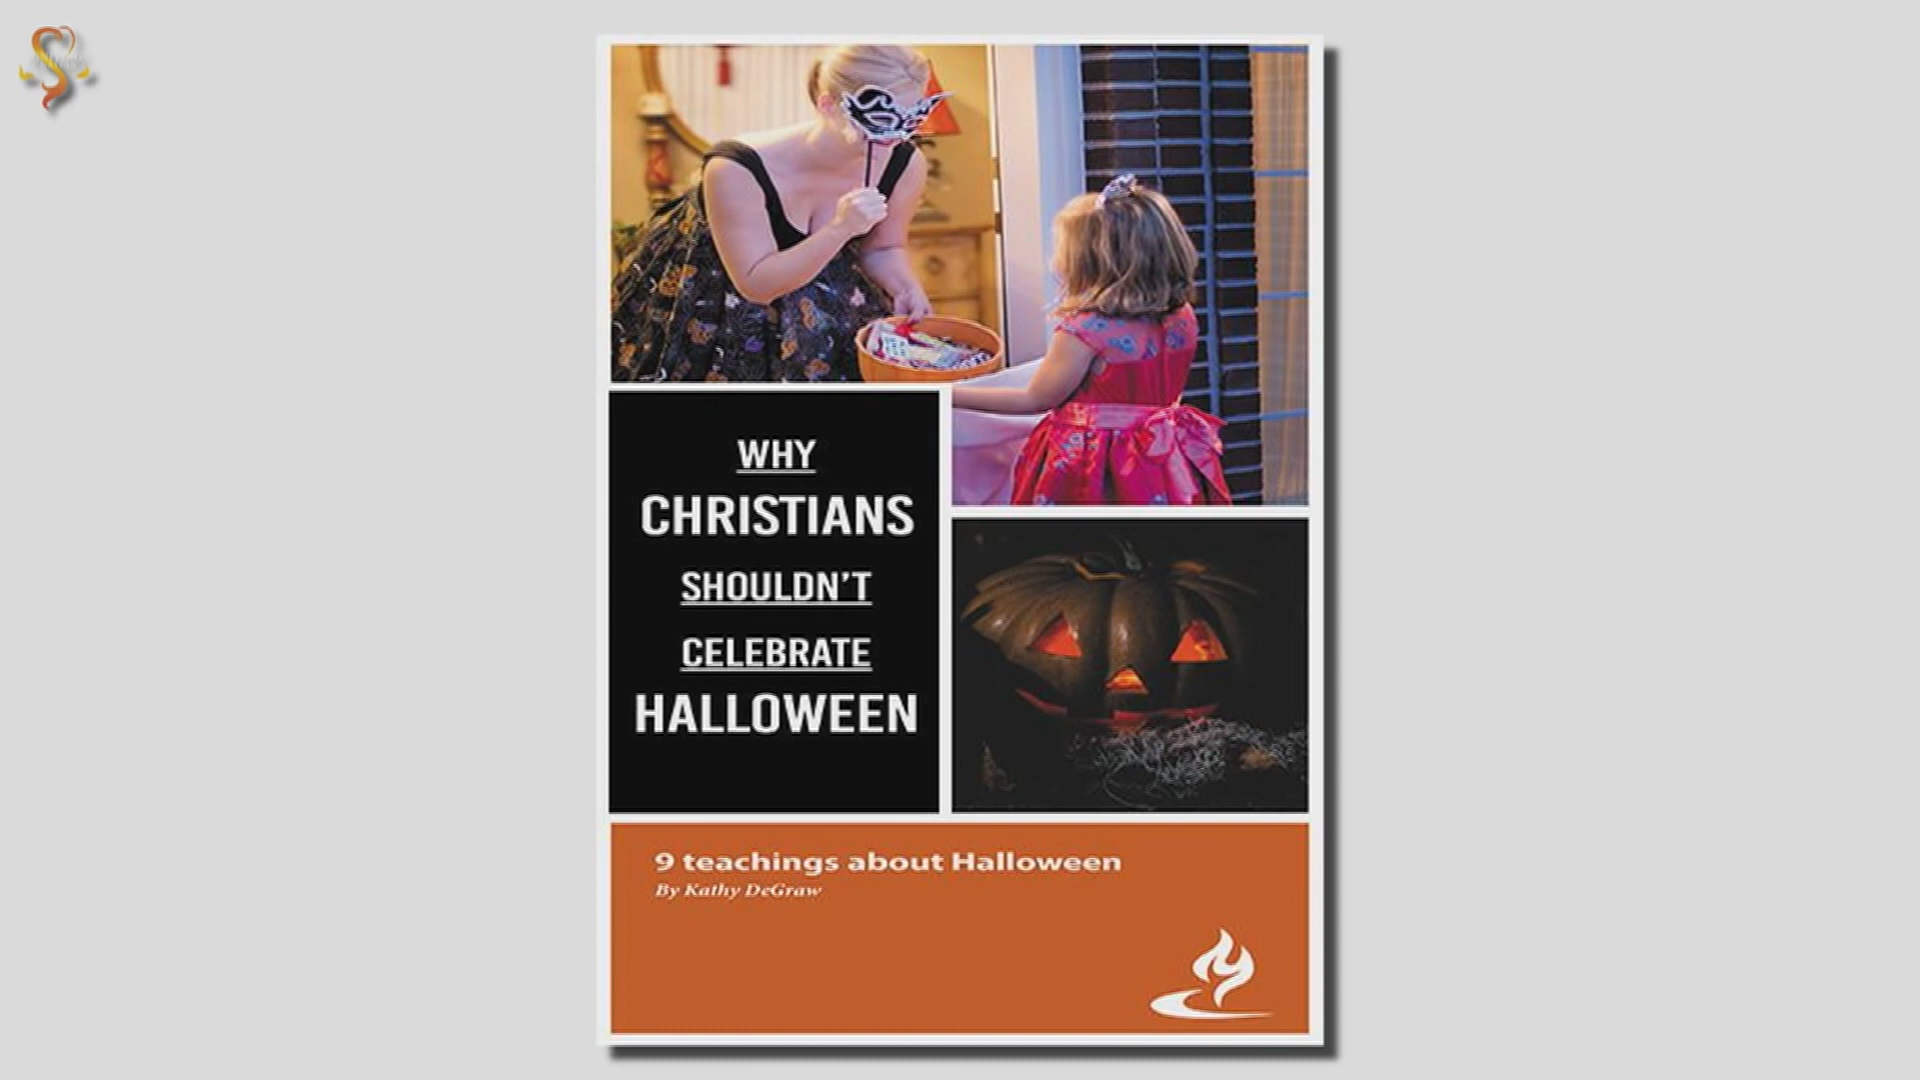 WHY
CHRISTIANS
SHOULDN'T
CELEBRATE
HALLOWEEN
9 teachings about Halloween
By Kathy DeGraw